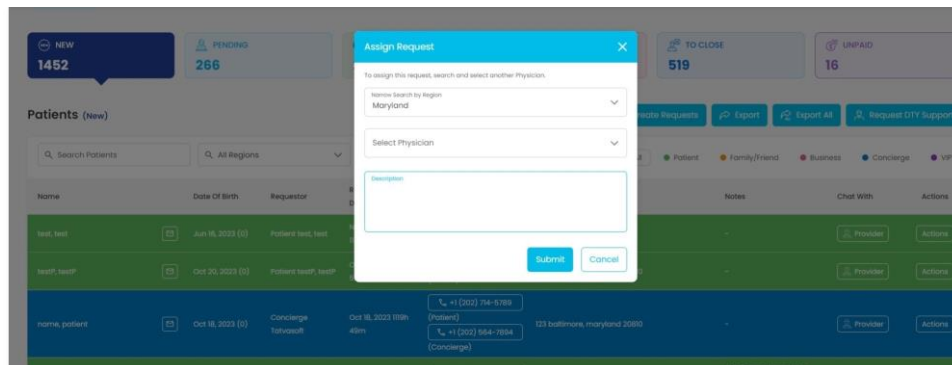 NEW
1452
PENDING
266
TO CLOSE
519
UNPAID
16
Assign Request
To assign this request, search and select another Physician.
Narrow Search by Region
Maryland
Select Physician
Description
Submit
Cancel
Patients (New)
Create Requests
Export
Export All
Request DTY Support
Search Patients
All Regions
Patient
Family/Friend
Business
Concierge
VIP
Name
Date Of Birth
Requestor
Notes
Chat With
Actions
test, test
Jun 16, 2023 (0)
Patient test, test
-
Provider
Actions
testP, testP
Oct 20, 2023 (0)
Patient testP, testP
-
Provider
Actions
name, patient
Oct 18, 2023 (0)
Concierge
Tatvasoft
Oct 18, 2023 1119h
49m
+1 (202) 714-5789
(Patient)
+1 (202) 564-7894
(Concierge)
123 baltimore, maryland 20610
-
Provider
Actions